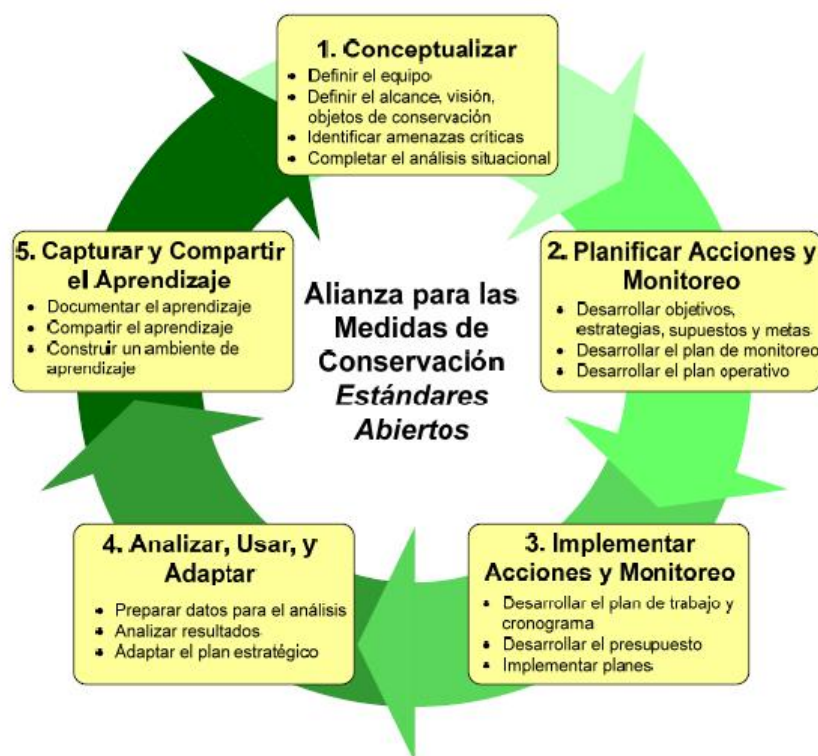 1. Conceptualizar
• Definir el equipo
• Definir el alcance, visión,
objetos de conservación
• Identificar amenazas críticas
• Completar el análisis situacional
2. Planificar Acciones y
Monitoreo
• Desarrollar objetivos,
estrategias, supuestos y metas
• Desarrollar el plan de monitoreo
• Desarrollar el plan operativo
3. Implementar
Acciones y Monitoreo
• Desarrollar el plan de trabajo y
cronograma
• Desarrollar el presupuesto
• Implementar planes
4. Analizar, Usar, y
Adaptar
• Preparar datos para el análisis
• Analizar resultados
• Adaptar el plan estratégico
5. Capturar y Compartir
el Aprendizaje
• Documentar el aprendizaje
• Compartir el aprendizaje
• Construir un ambiente de
aprendizaje
Alianza para las
Medidas de
Conservación
Estándares
Abiertos